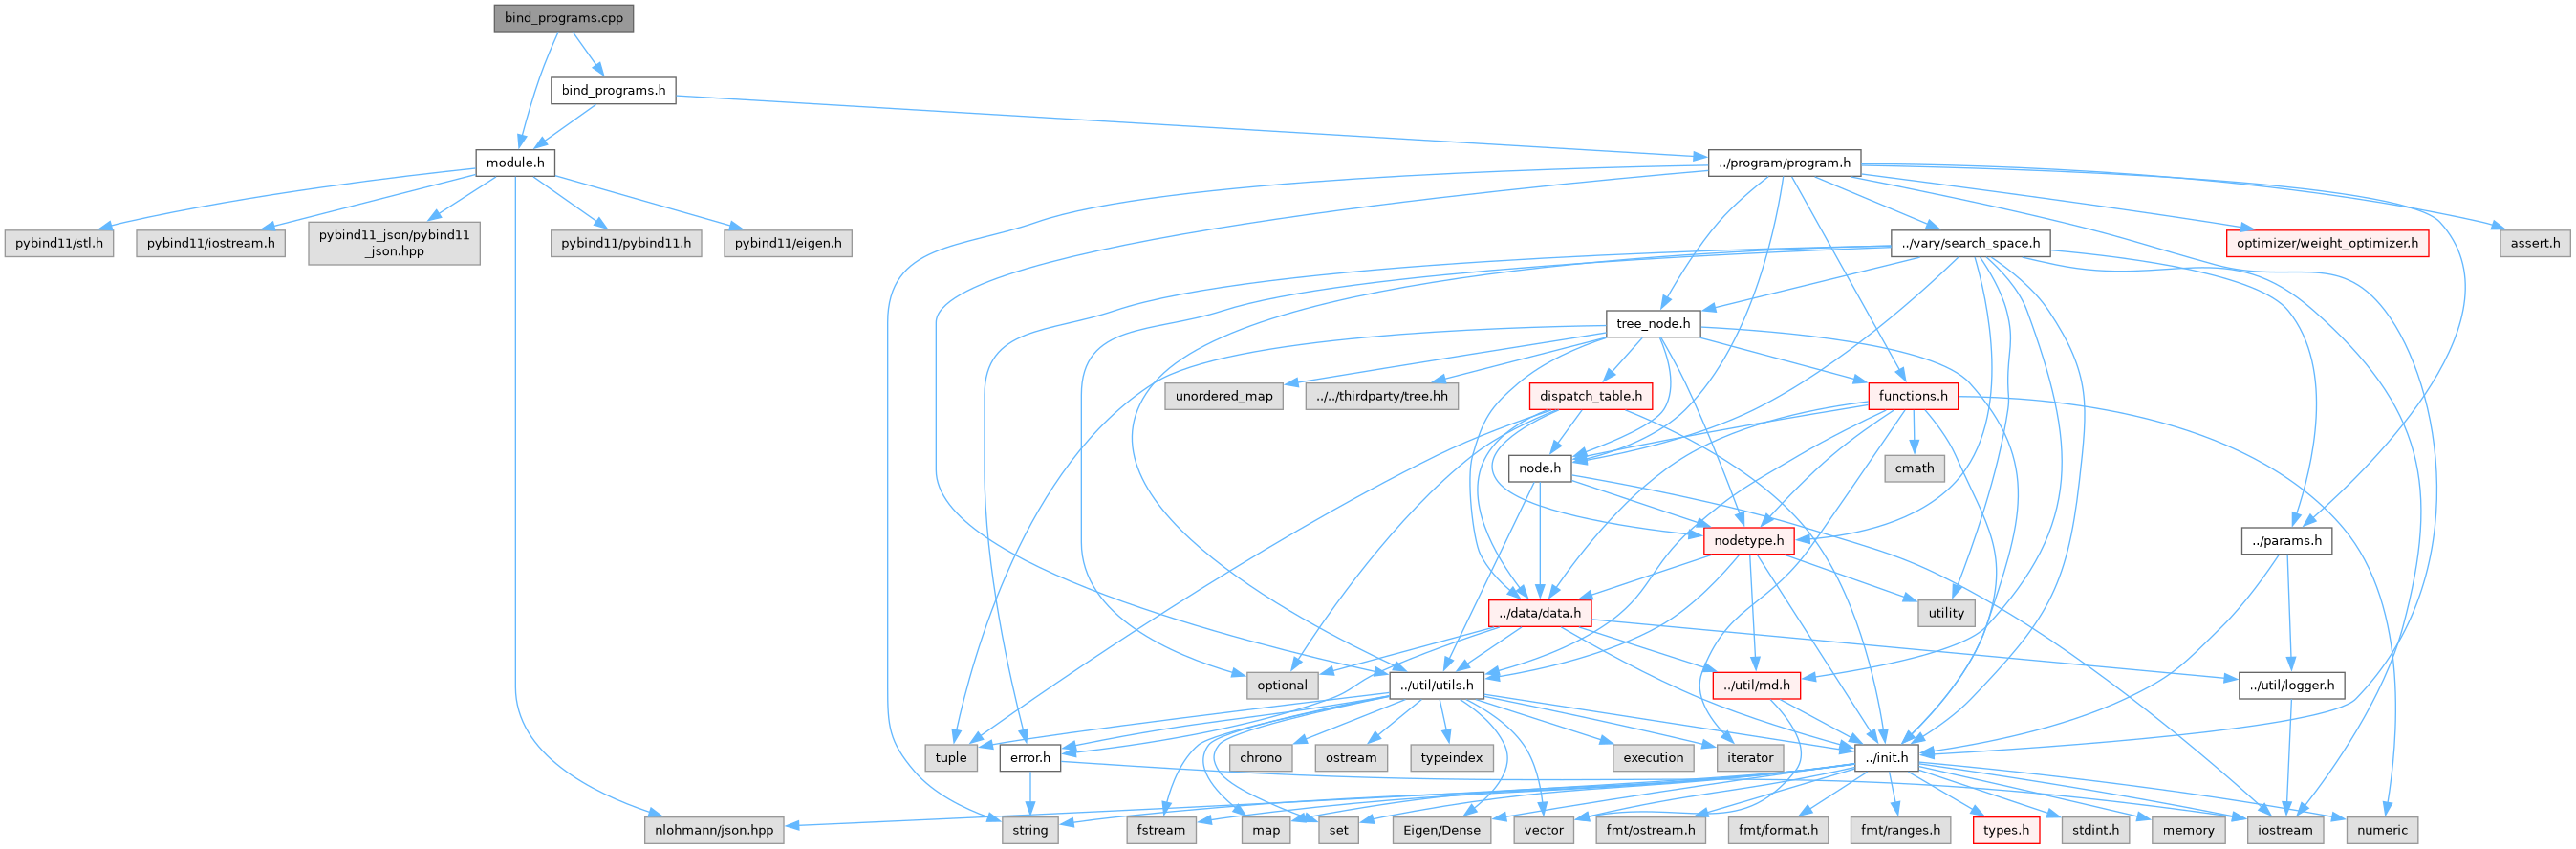 bind_programs.cpp
bind_programs.h
module.h
../program/program.h
pybind11/stl.h
pybind11/iostream.h
pybind11_json/pybind11
_json.hpp
pybind11/pybind11.h
pybind11/eigen.h
../vary/search_space.h
optimizer/weight_optimizer.h
assert.h
tree_node.h
unordered_map
../../thirdparty/tree.hh
dispatch_table.h
functions.h
node.h
cmath
nodetype.h
../params.h
../data/data.h
utility
optional
../util/utils.h
../util/rnd.h
../util/logger.h
tuple
error.h
chrono
ostream
typeindex
execution
iterator
../init.h
nlohmann/json.hpp
string
fstream
map
set
Eigen/Dense
vector
fmt/ostream.h
fmt/format.h
fmt/ranges.h
types.h
stdint.h
memory
iostream
numeric